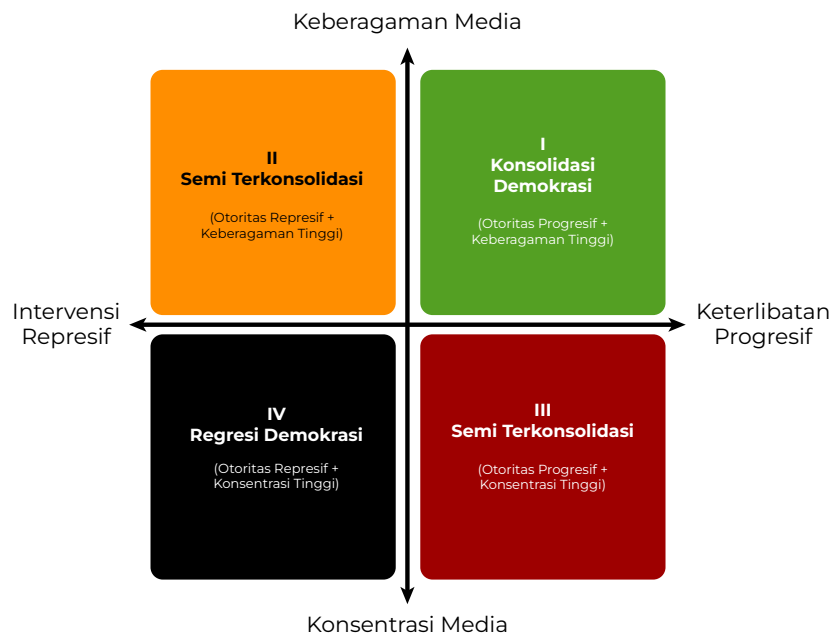 Keberagaman Media
II
Semi Terkonsolidasi
(Otoritas Represif +
Keberagaman Tinggi)
I
Konsolidasi
Demokrasi
(Otoritas Progresif +
Keberagaman Tinggi)
Intervensi
Represif
Keterlibatan
Progresif
IV
Regresi Demokrasi
(Otoritas Represif +
Konsentrasi Tinggi)
III
Semi Terkonsolidasi
(Otoritas Progresif +
Konsentrasi Tinggi)
Konsentrasi Media